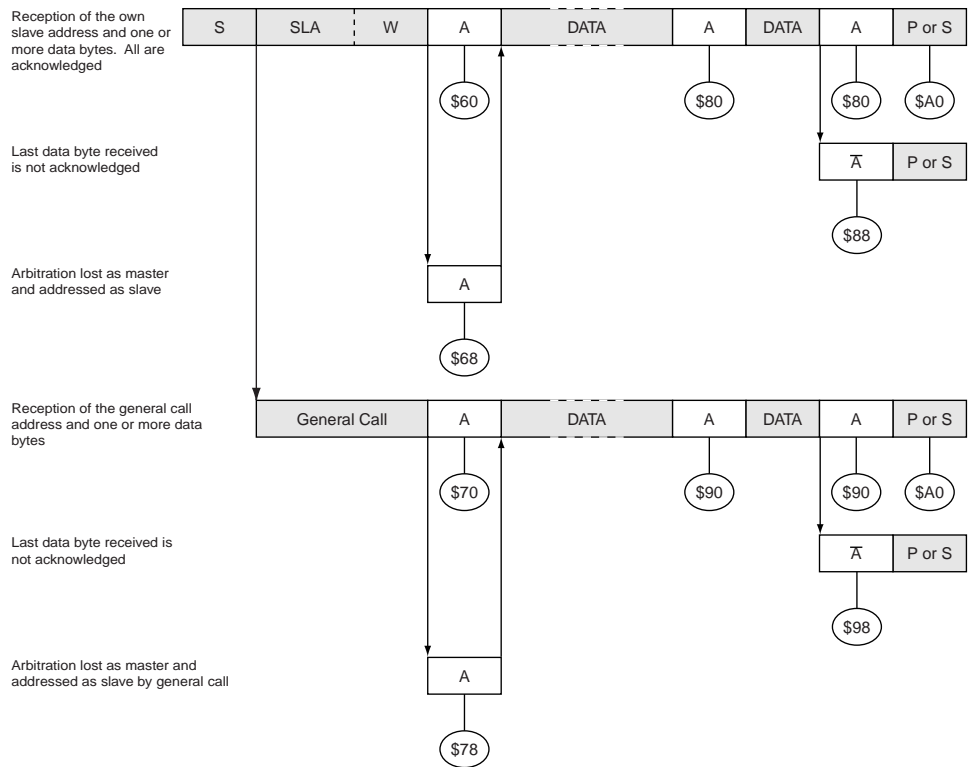 Reception of the own
slave address and one or
more data bytes. All are
acknowledged
S SLA W A DATA A DATA A P or S
$60 $80 $80 $A0
Last data byte received
is not acknowledged
A̅ P or S
$88
Arbitration lost as master
and addressed as slave
A
$68
Reception of the general call
address and one or more data
bytes
General Call A DATA A DATA A P or S
$70 $90 $90 $A0
Last data byte received is
not acknowledged
A̅ P or S
$98
Arbitration lost as master and
addressed as slave by general call
A
$78